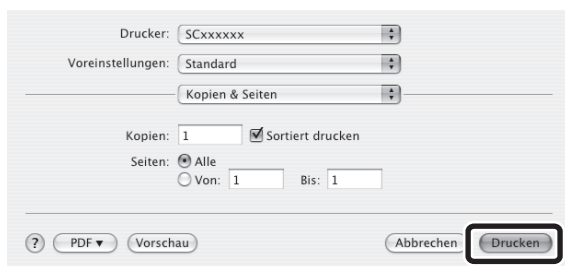 Drucker: SCxxxxxx
Voreinstellungen: Standard
Kopien & Seiten
Kopien: 1 Sortiert drucken
Seiten: Alle
Von: 1 Bis: 1
? PDF▼ Vorschau Abbrechen Drucken